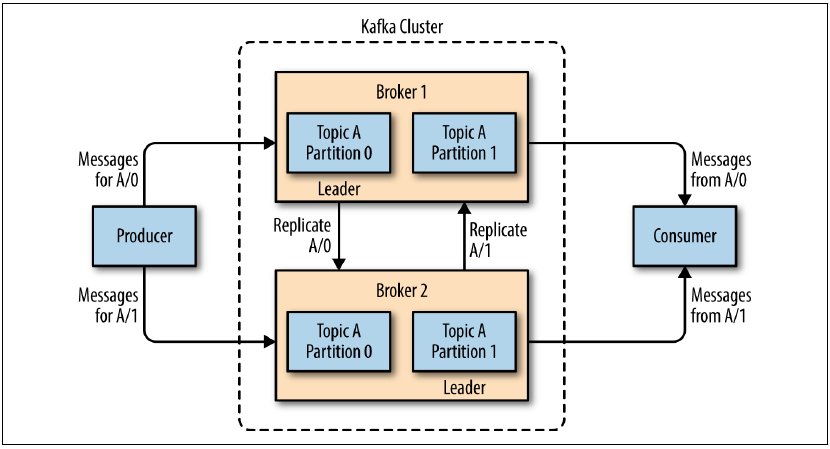 Kafka Cluster
Broker 1
Topic A
Partition 0
Topic A
Partition 1
Leader
Messages
for A/0
Producer
Messages
for A/1
Replicate
A/0
Replicate
A/1
Broker 2
Topic A
Partition 0
Topic A
Partition 1
Leader
Messages
from A/0
Consumer
Messages
from A/1